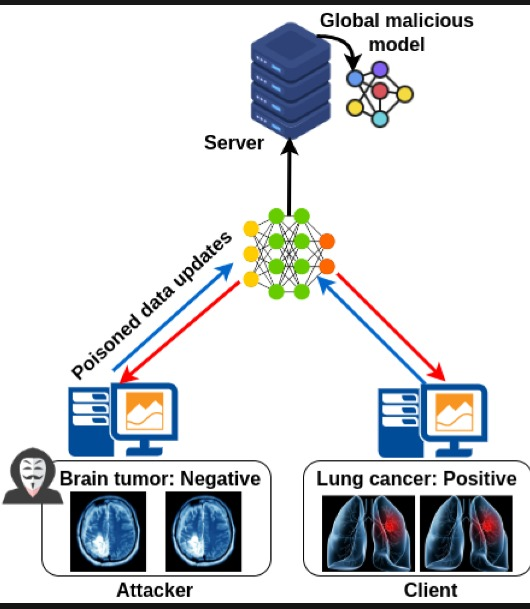 Global malicious
model
Server
Poisoned data updates
Brain tumor: Negative
Lung cancer: Positive
Attacker
Client